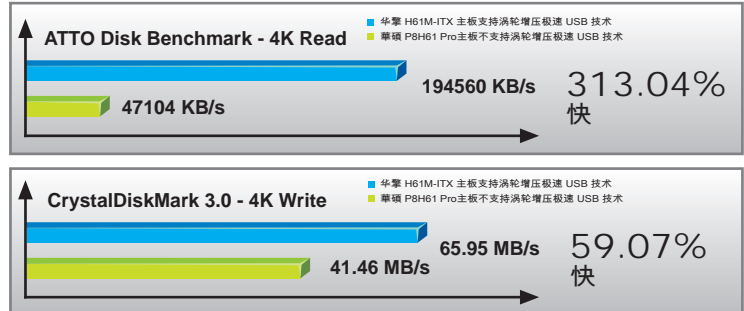 华擎 H61M-ITX 主板支持涡轮增压极速 USB 技术
華碩 P8H61 Pro主板不支持涡轮增压极速 USB 技术
ATTO Disk Benchmark - 4K Read
194560 KB/s
47104 KB/s
313.04%
快
华擎 H61M-ITX 主板支持涡轮增压极速 USB 技术
華碩 P8H61 Pro主板不支持涡轮增压极速 USB 技术
CrystalDiskMark 3.0 - 4K Write
65.95 MB/s
41.46 MB/s
59.07%
快